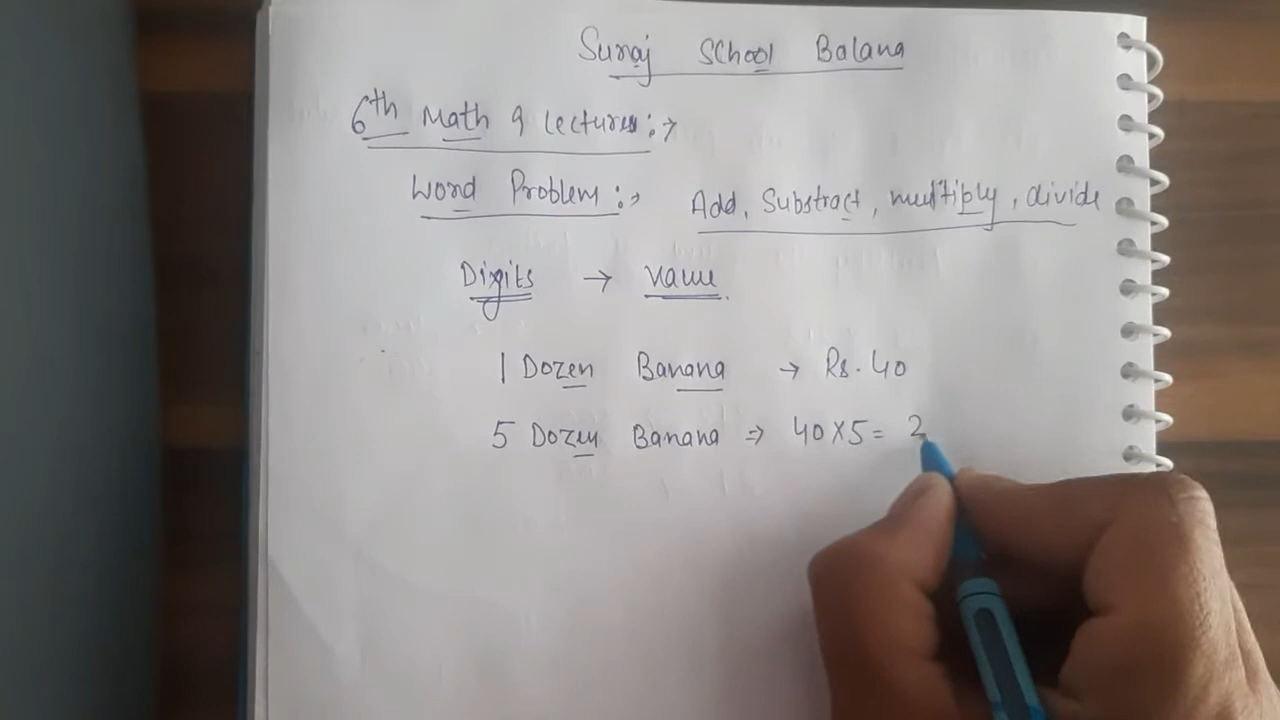 Suraj School Balana
6th Math 9 Lectures :→
Word Problem :→ Add, Substract, multiply, divide
Digits → Value
1 Dozen Banana → Rs. 40
5 Dozen Banana ⇒ 40 X 5 = 2